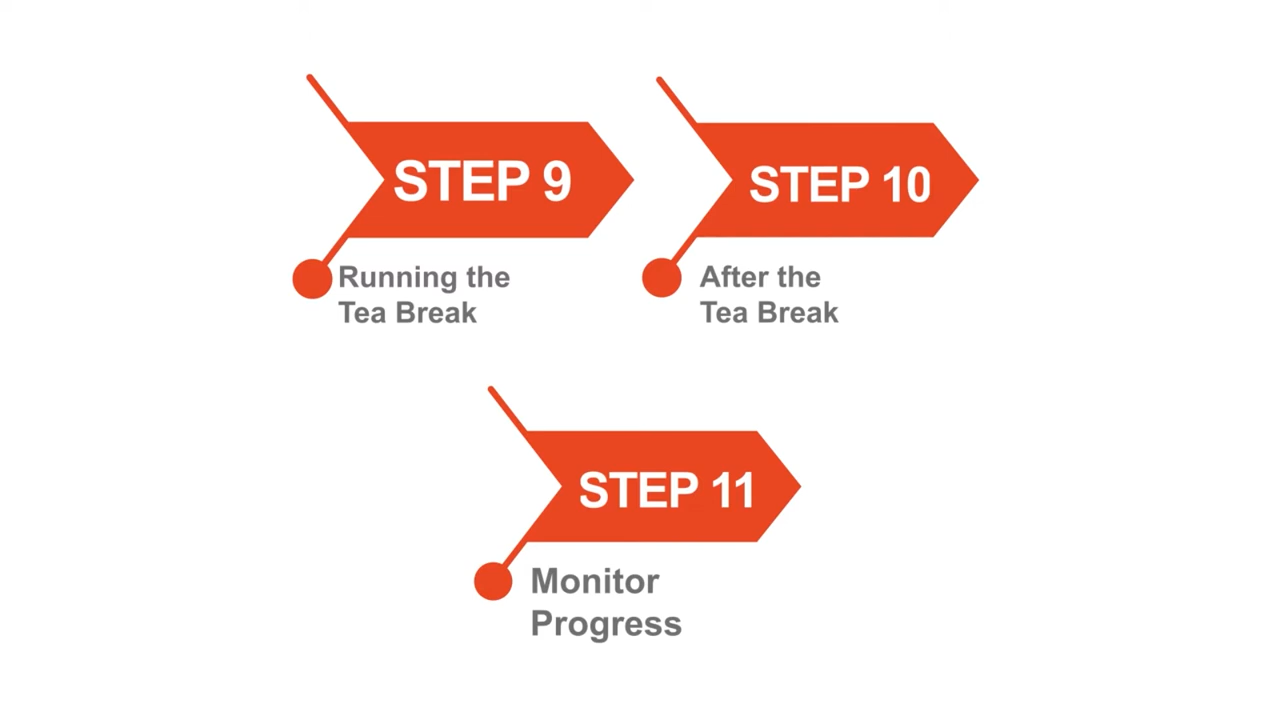 STEP 9
Running the
Tea Break
STEP 10
After the
Tea Break
STEP 11
Monitor
Progress